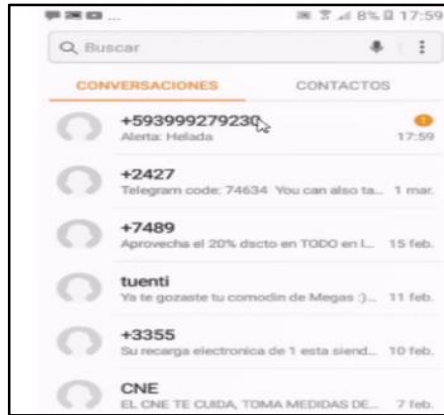 ... 8% 17:59
Buscar
CONVERSACIONES CONTACTOS
+593999279230
1
Alerta: Helada 17:59
+2427
Telegram code: 74634 You can also ta... 1 mar.
+7489
Aprovecha el 20% dscto en TODO en l... 15 feb.
tuenti
Ya te gozaste tu comodin de Megas :)... 11 feb.
+3355
Su recarga electronica de 1 esta siend... 10 feb.
CNE
EL CNE TE CUIDA, TOMA MEDIDAS DE... 7 feb.